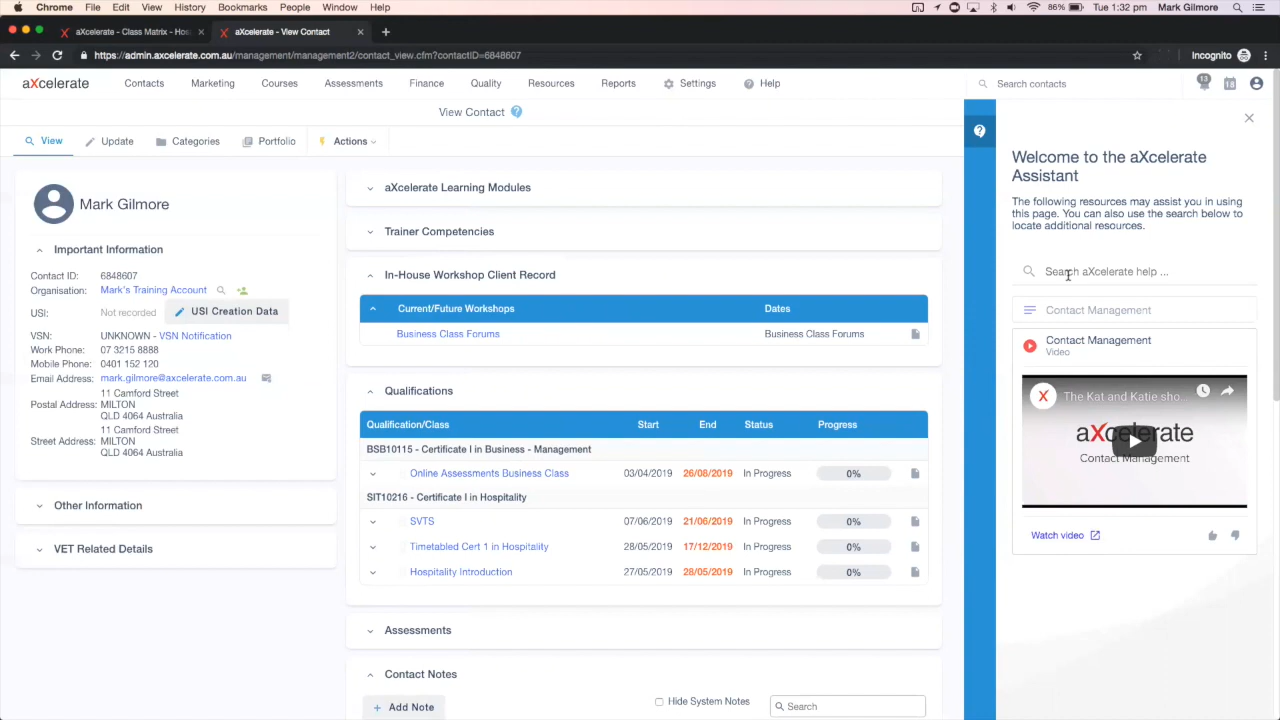 Chrome File Edit View History Bookmarks People Window Help 86% Tue 1:32 pm Mark Gilmore
aXcelerate - Class Matrix - Hos
aXcelerate - View Contact
https://admin.axcelerate.com.au/management/management2/contact_view.cfm?contactID=6848607
Incognito
aXcelerate Contacts Marketing Courses Assessments Finance Quality Resources Reports Settings Help
Search contacts
13
18
View Contact
View Update Categories Portfolio Actions
Mark Gilmore
Important Information
Contact ID: 6848607
Organisation: Mark's Training Account
USI: Not recorded USI Creation Data
VSN: UNKNOWN - VSN Notification
Work Phone: 07 3215 8888
Mobile Phone: 0401 152 120
Email Address: mark.gilmore@axcelerate.com.au
Postal Address: 11 Camford Street
MILTON
QLD 4064 Australia
Street Address: 11 Camford Street
MILTON
QLD 4064 Australia
Other Information
VET Related Details
aXcelerate Learning Modules
Trainer Competencies
In-House Workshop Client Record
Current/Future Workshops Dates
Business Class Forums Business Class Forums
Qualifications
Qualification/Class Start End Status Progress
BSB10115 - Certificate I in Business - Management
Online Assessments Business Class 03/04/2019 26/08/2019 In Progress 0%
SIT10216 - Certificate I in Hospitality
SVTS 07/06/2019 21/06/2019 In Progress 0%
Timetabled Cert 1 in Hospitality 28/05/2019 17/12/2019 In Progress 0%
Hospitality Introduction 27/05/2019 28/05/2019 In Progress 0%
Assessments
Contact Notes
Add Note Hide System Notes Search
Welcome to the aXcelerate
Assistant
The following resources may assist you in using
this page. You can also use the search below to
locate additional resources.
Search aXcelerate help ...
Contact Management
Contact Management
Video
X The Kat and Katie sho...
aXcelerate
Contact Management
Watch video